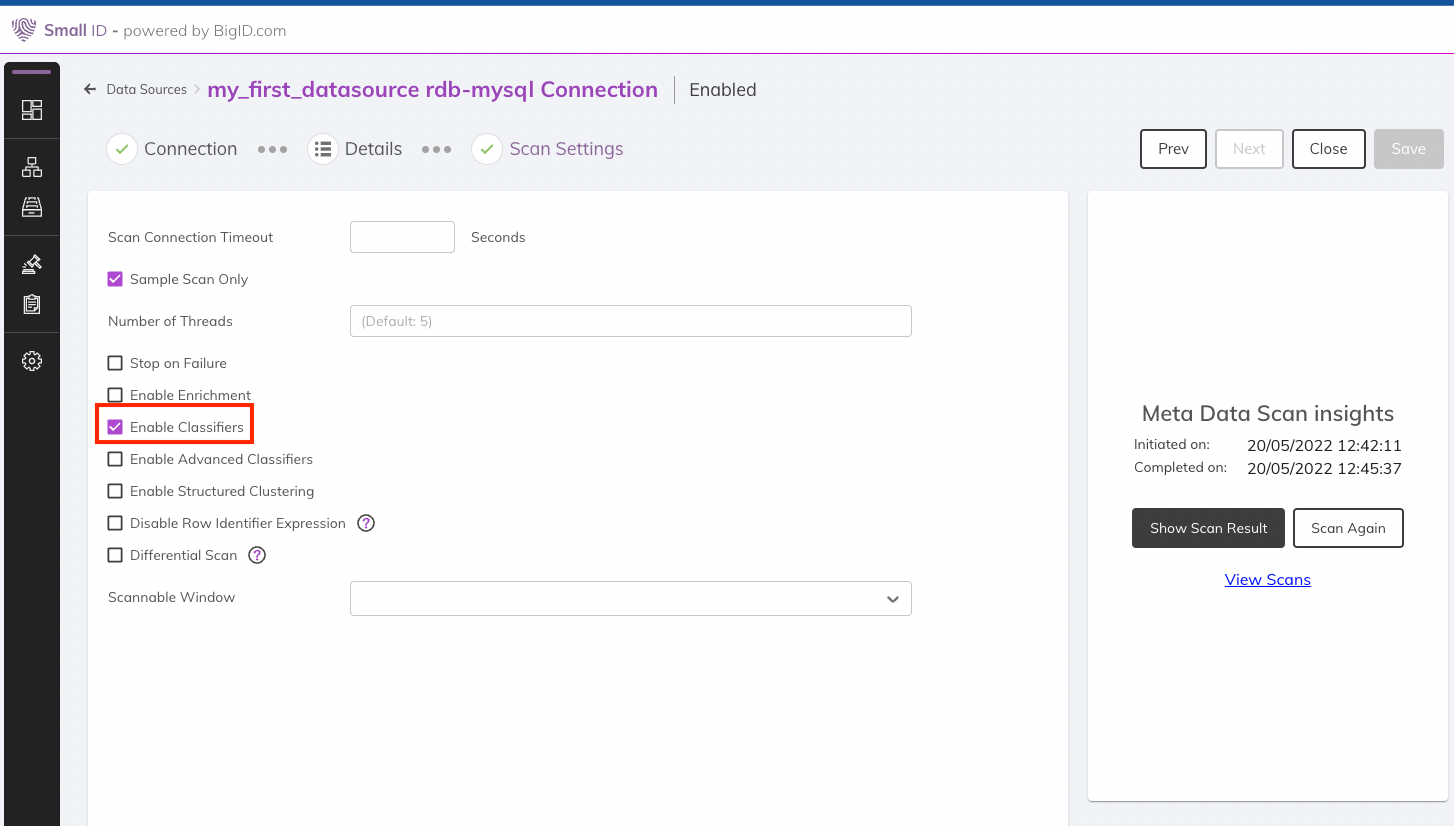 Small ID - powered by BigID.com
Data Sources > my_first_datasource rdb-mysql Connection | Enabled
Connection ••• Details ••• Scan Settings
Prev Next Close Save
Scan Connection Timeout Seconds
Sample Scan Only
Number of Threads (Default: 5)
Stop on Failure
Enable Enrichment
Enable Classifiers
Enable Advanced Classifiers
Enable Structured Clustering
Disable Row Identifier Expression ?
Differential Scan ?
Scannable Window
Meta Data Scan insights
Initiated on: 20/05/2022 12:42:11
Completed on: 20/05/2022 12:45:37
Show Scan Result Scan Again
View Scans